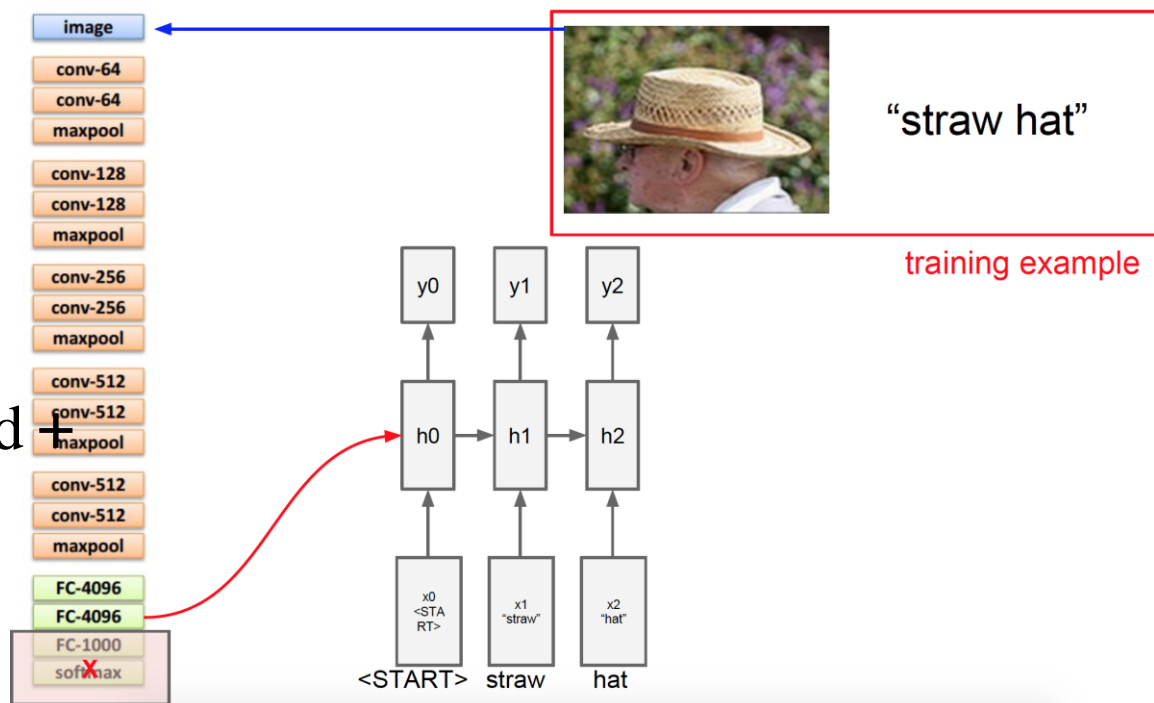 image
conv-64
conv-64
maxpool
conv-128
conv-128
maxpool
conv-256
conv-256
maxpool
conv-512
conv-512
maxpool
conv-512
conv-512
maxpool
FC-4096
FC-4096
FC-1000
softmax
X
d +
“straw hat”
training example
y0
y1
y2
h0
h1
h2
x0
<STA
RT>
x1
“straw”
x2
“hat”
<START>
straw
hat